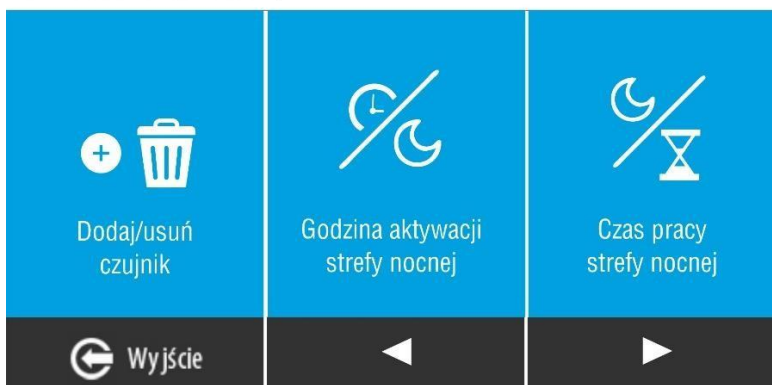 Dodaj/usuń
czujnik
Godzina aktywacji
strefy nocnej
Czas pracy
strefy nocnej
Wyjście